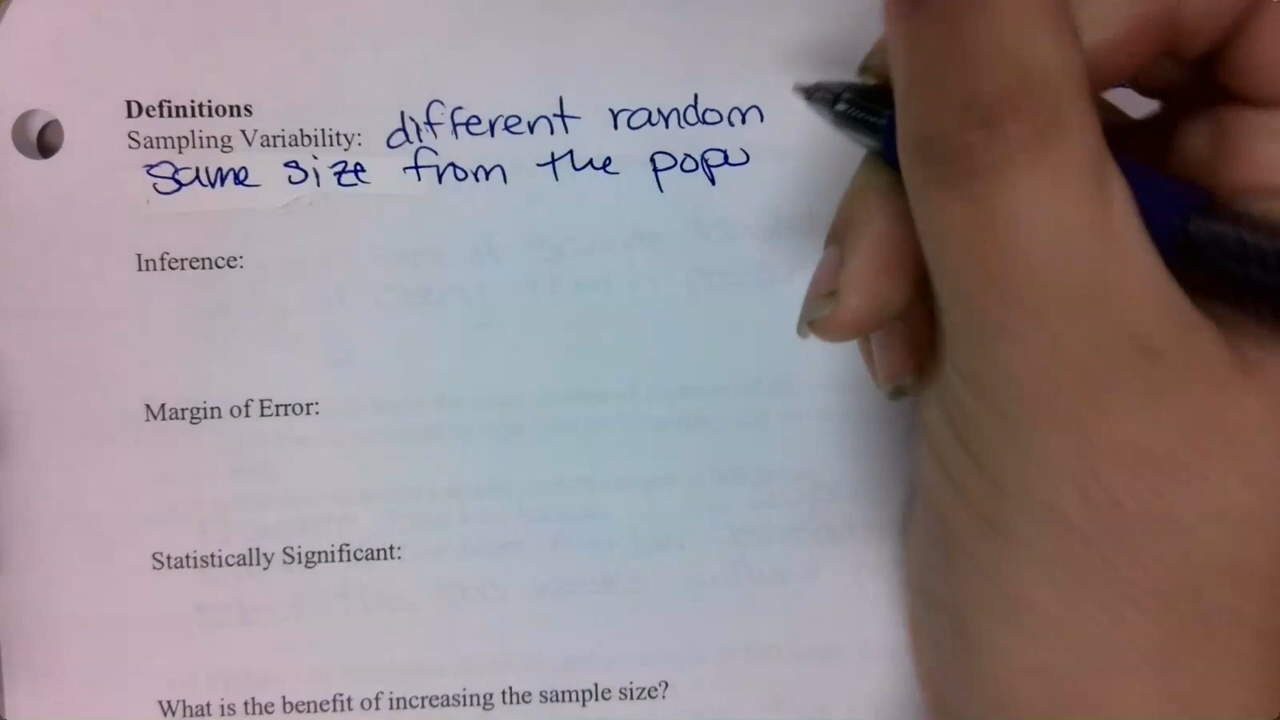 Definitions
Sampling Variability: different random
same size from the popu
Inference:
Margin of Error:
Statistically Significant:
What is the benefit of increasing the sample size?